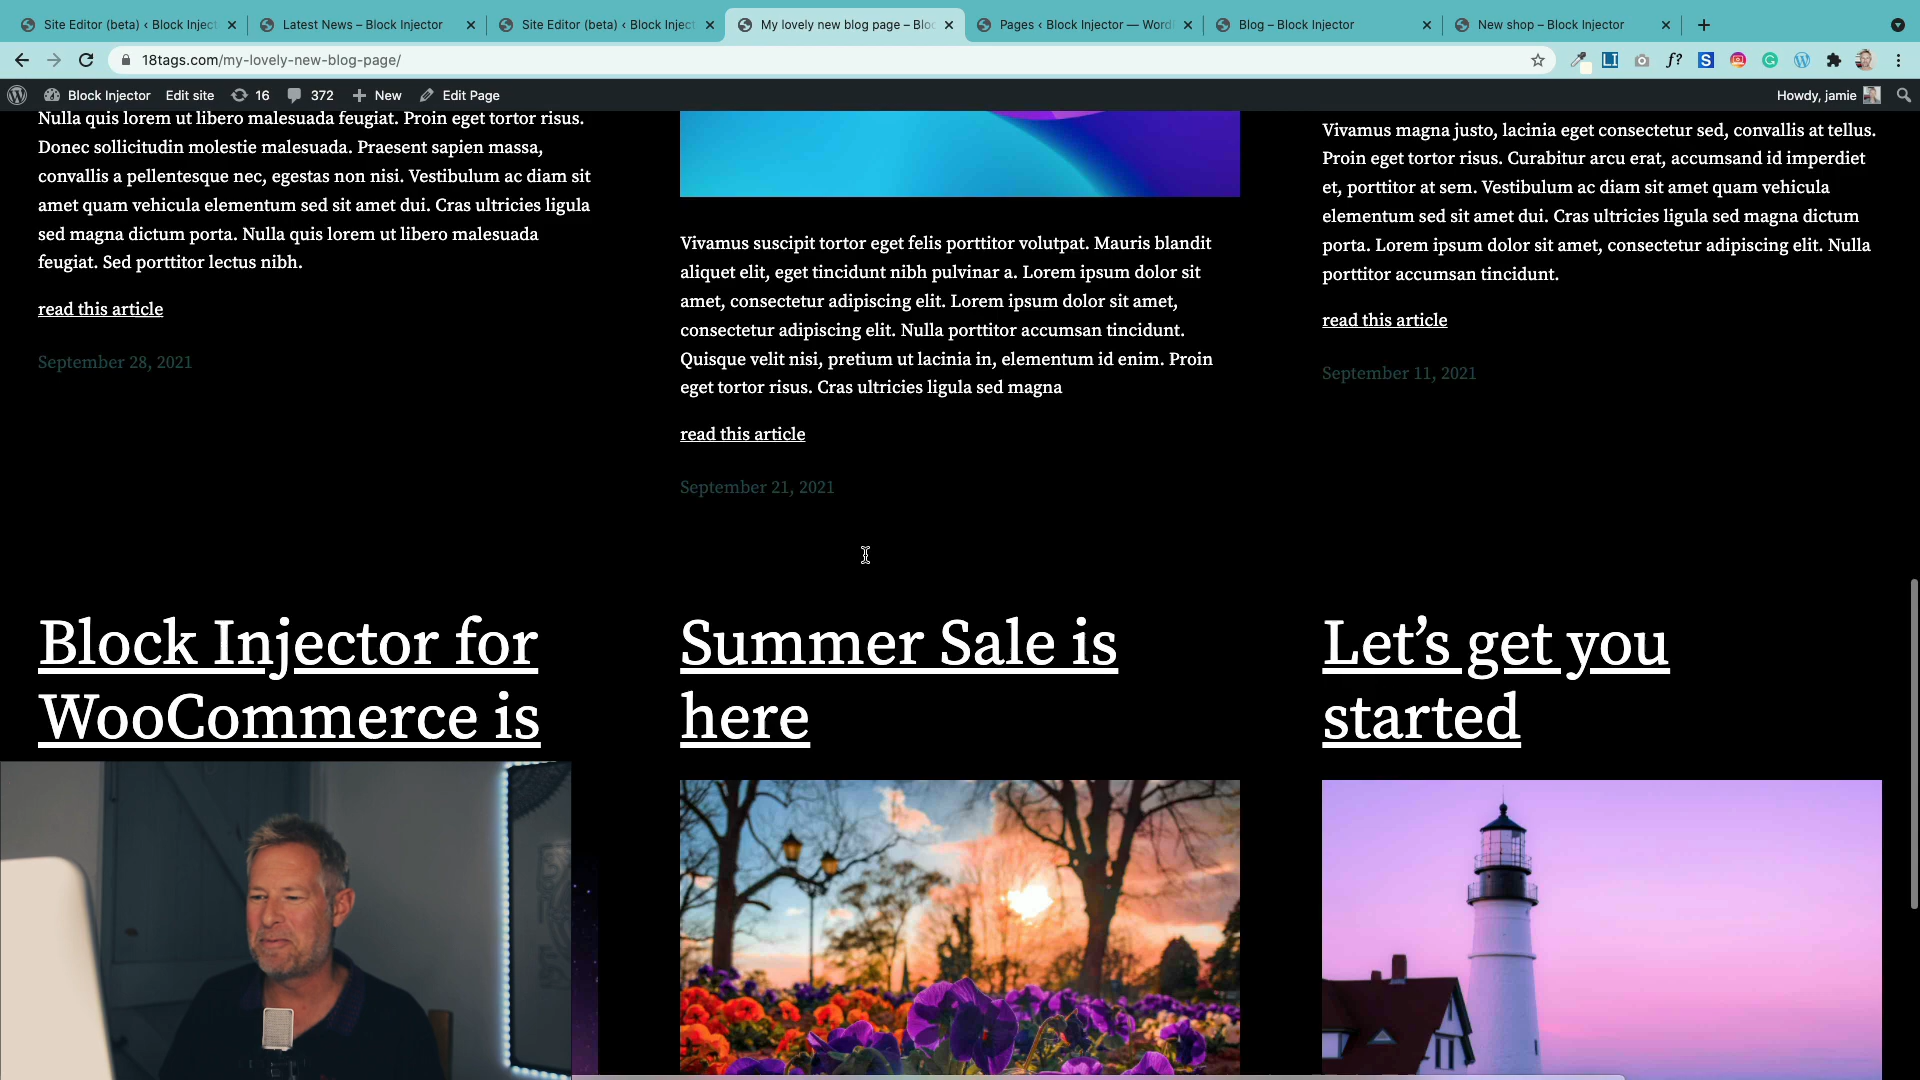 Site Editor (beta) ‹ Block Inject
Latest News – Block Injector
Site Editor (beta) ‹ Block Inject
My lovely new blog page – Bloc
Pages ‹ Block Injector — Word
Blog – Block Injector
New shop – Block Injector
18tags.com/my-lovely-new-blog-page/
Block Injector Edit site 16 372 New Edit Page
Howdy, jamie
Nulla quis lorem ut libero malesuada feugiat. Proin eget tortor risus.
Donec sollicitudin molestie malesuada. Praesent sapien massa,
convallis a pellentesque nec, egestas non nisi. Vestibulum ac diam sit
amet quam vehicula elementum sed sit amet dui. Cras ultricies ligula
sed magna dictum porta. Nulla quis lorem ut libero malesuada
feugiat. Sed porttitor lectus nibh.
read this article
September 28, 2021
Vivamus suscipit tortor eget felis porttitor volutpat. Mauris blandit
aliquet elit, eget tincidunt nibh pulvinar a. Lorem ipsum dolor sit
amet, consectetur adipiscing elit. Lorem ipsum dolor sit amet,
consectetur adipiscing elit. Nulla porttitor accumsan tincidunt.
Quisque velit nisi, pretium ut lacinia in, elementum id enim. Proin
eget tortor risus. Cras ultricies ligula sed magna
read this article
September 21, 2021
Vivamus magna justo, lacinia eget consectetur sed, convallis at tellus.
Proin eget tortor risus. Curabitur arcu erat, accumsand id imperdiet
et, porttitor at sem. Vestibulum ac diam sit amet quam vehicula
elementum sed sit amet dui. Cras ultricies ligula sed magna dictum
porta. Lorem ipsum dolor sit amet, consectetur adipiscing elit. Nulla
porttitor accumsan tincidunt.
read this article
September 11, 2021
Block Injector for
WooCommerce is
Summer Sale is
here
Let's get you
started